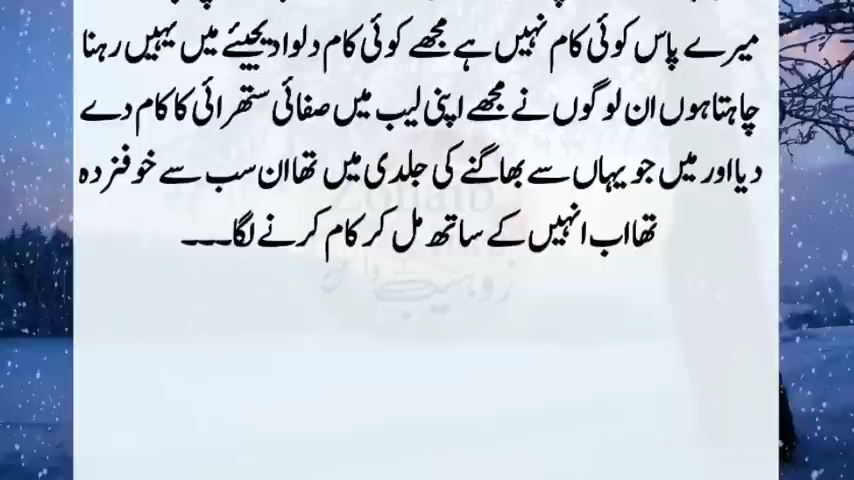 میرے پاس کوئی کام نہیں ہے مجھے کوئی کام دلوا دیجیئے میں یہیں رہنا
چاہتا ہوں ان لوگوں نے مجھے اپنی لیب میں صفائی ستھرائی کا کام دے
دیا اور میں جو یہاں سے بھاگنے کی جلدی میں تھا ان سب سے خوفزدہ
تھا اب انہیں کے ساتھ مل کر کام کرنے لگا۔۔۔
Zohaib
زوہیب